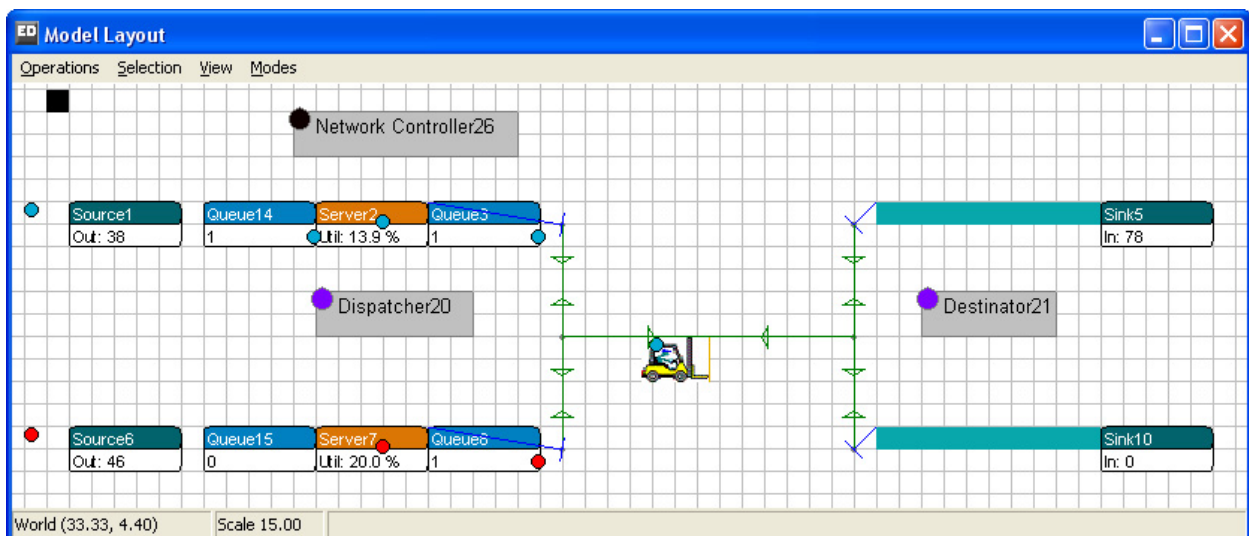 ED Model Layout
Operations Selection View Modes
Network Controller26
Source1 Queue14 Server2 Queue3 Sink5
Out: 38 1 Util: 13.9 % 1 In: 78
Dispatcher20 Destinator21
Source6 Queue15 Server7 Queue8 Sink10
Out: 46 0 Util: 20.0 % 1 In: 0
World (33.33, 4.40) Scale 15.00